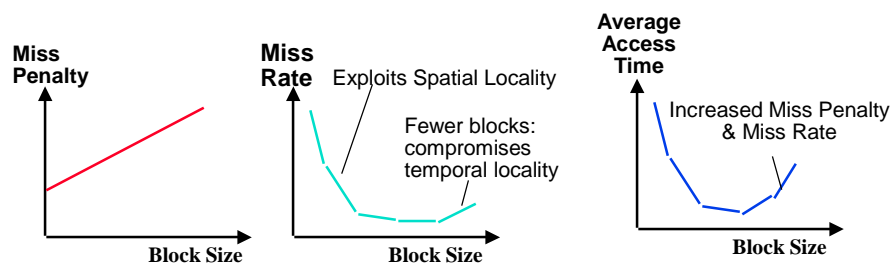 Miss
Penalty
Block Size
Miss
Rate
Exploits Spatial Locality
Fewer blocks:
compromises
temporal locality
Block Size
Average
Access
Time
Increased Miss Penalty
& Miss Rate
Block Size